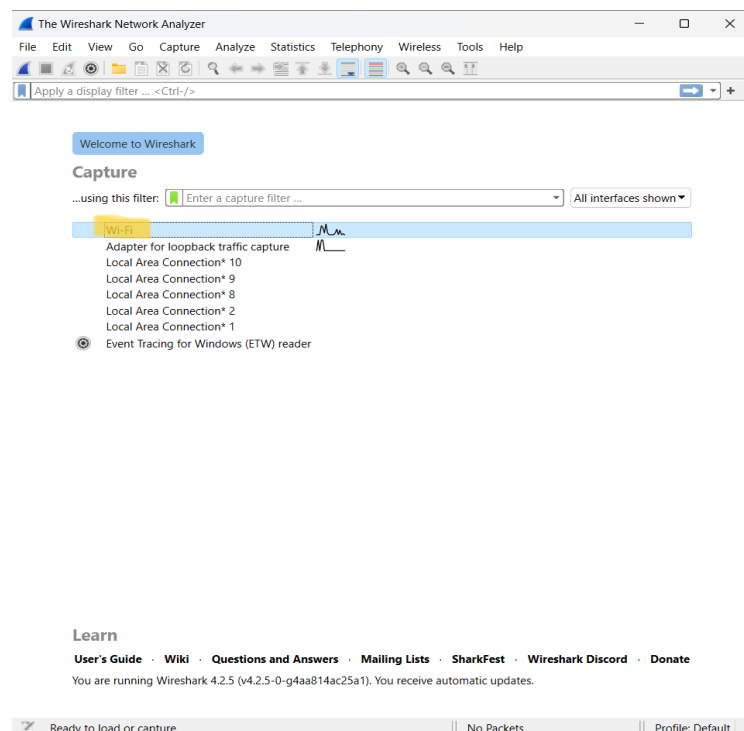 The Wireshark Network Analyzer
File Edit View Go Capture Analyze Statistics Telephony Wireless Tools Help
Apply a display filter ... <Ctrl-/>
Welcome to Wireshark
Capture
...using this filter: Enter a capture filter ... All interfaces shown
Wi-Fi
Adapter for loopback traffic capture
Local Area Connection* 10
Local Area Connection* 9
Local Area Connection* 8
Local Area Connection* 2
Local Area Connection* 1
Event Tracing for Windows (ETW) reader
Learn
User's Guide · Wiki · Questions and Answers · Mailing Lists · SharkFest · Wireshark Discord · Donate
You are running Wireshark 4.2.5 (v4.2.5-0-g4aa814ac25a1). You receive automatic updates.
Ready to load or capture No Packets Profile: Default